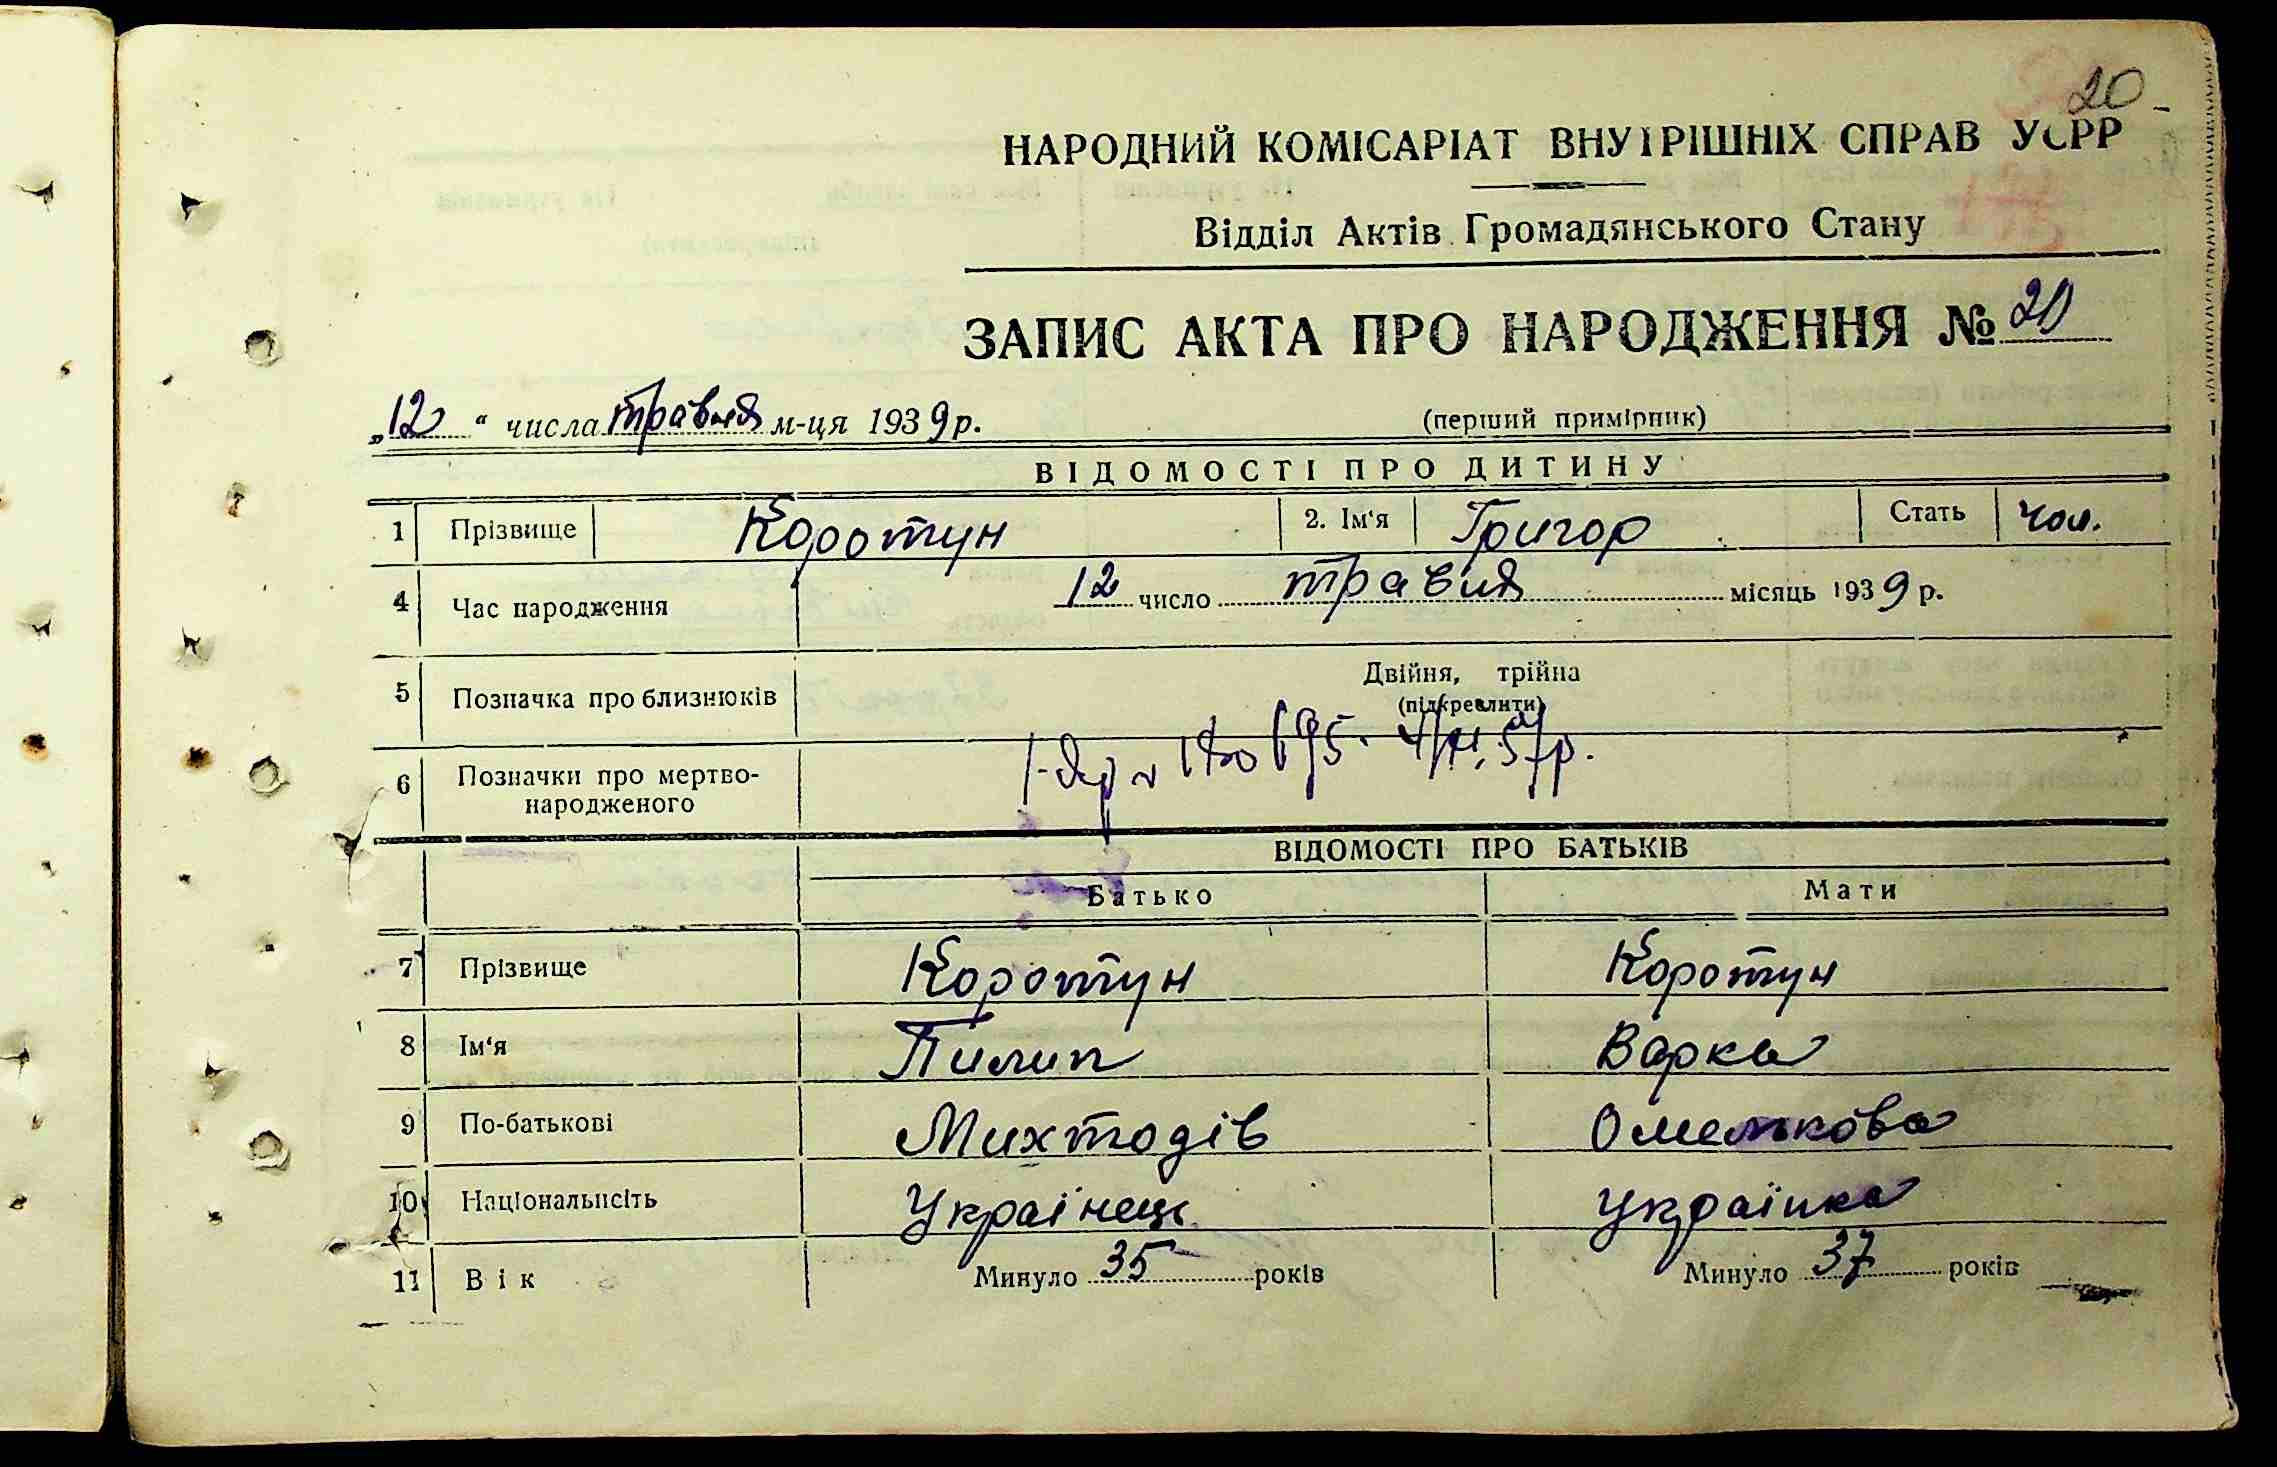 20
НАРОДНИЙ КОМІСАРІАТ ВНУТРІШНІХ СПРАВ УСРР
Відділ Актів Громадянського Стану
ЗАПИС АКТА ПРО НАРОДЖЕННЯ № 20
„12“ числа травня м-ця 1939 р. (перший примірник)
ВІДОМОСТІ ПРО ДИТИНУ
1 Прізвище Коротун 2. Ім'я Григор Стать чол.
4 Час народження 12 число травня місяць 1939 р.
5 Позначка про близнюків Двійня, трійна
(підкреслити)
6 Позначки про мертво-
народженого
ВІДОМОСТІ ПРО БАТЬКІВ
Батько Мати
7 Прізвище Коротун Коротун
8 Ім'я Пилип Варка
9 По-батькові Михтодів Омелькова
10 Національність Українець Українка
11 Вік Минуло 35 років Минуло 37 років